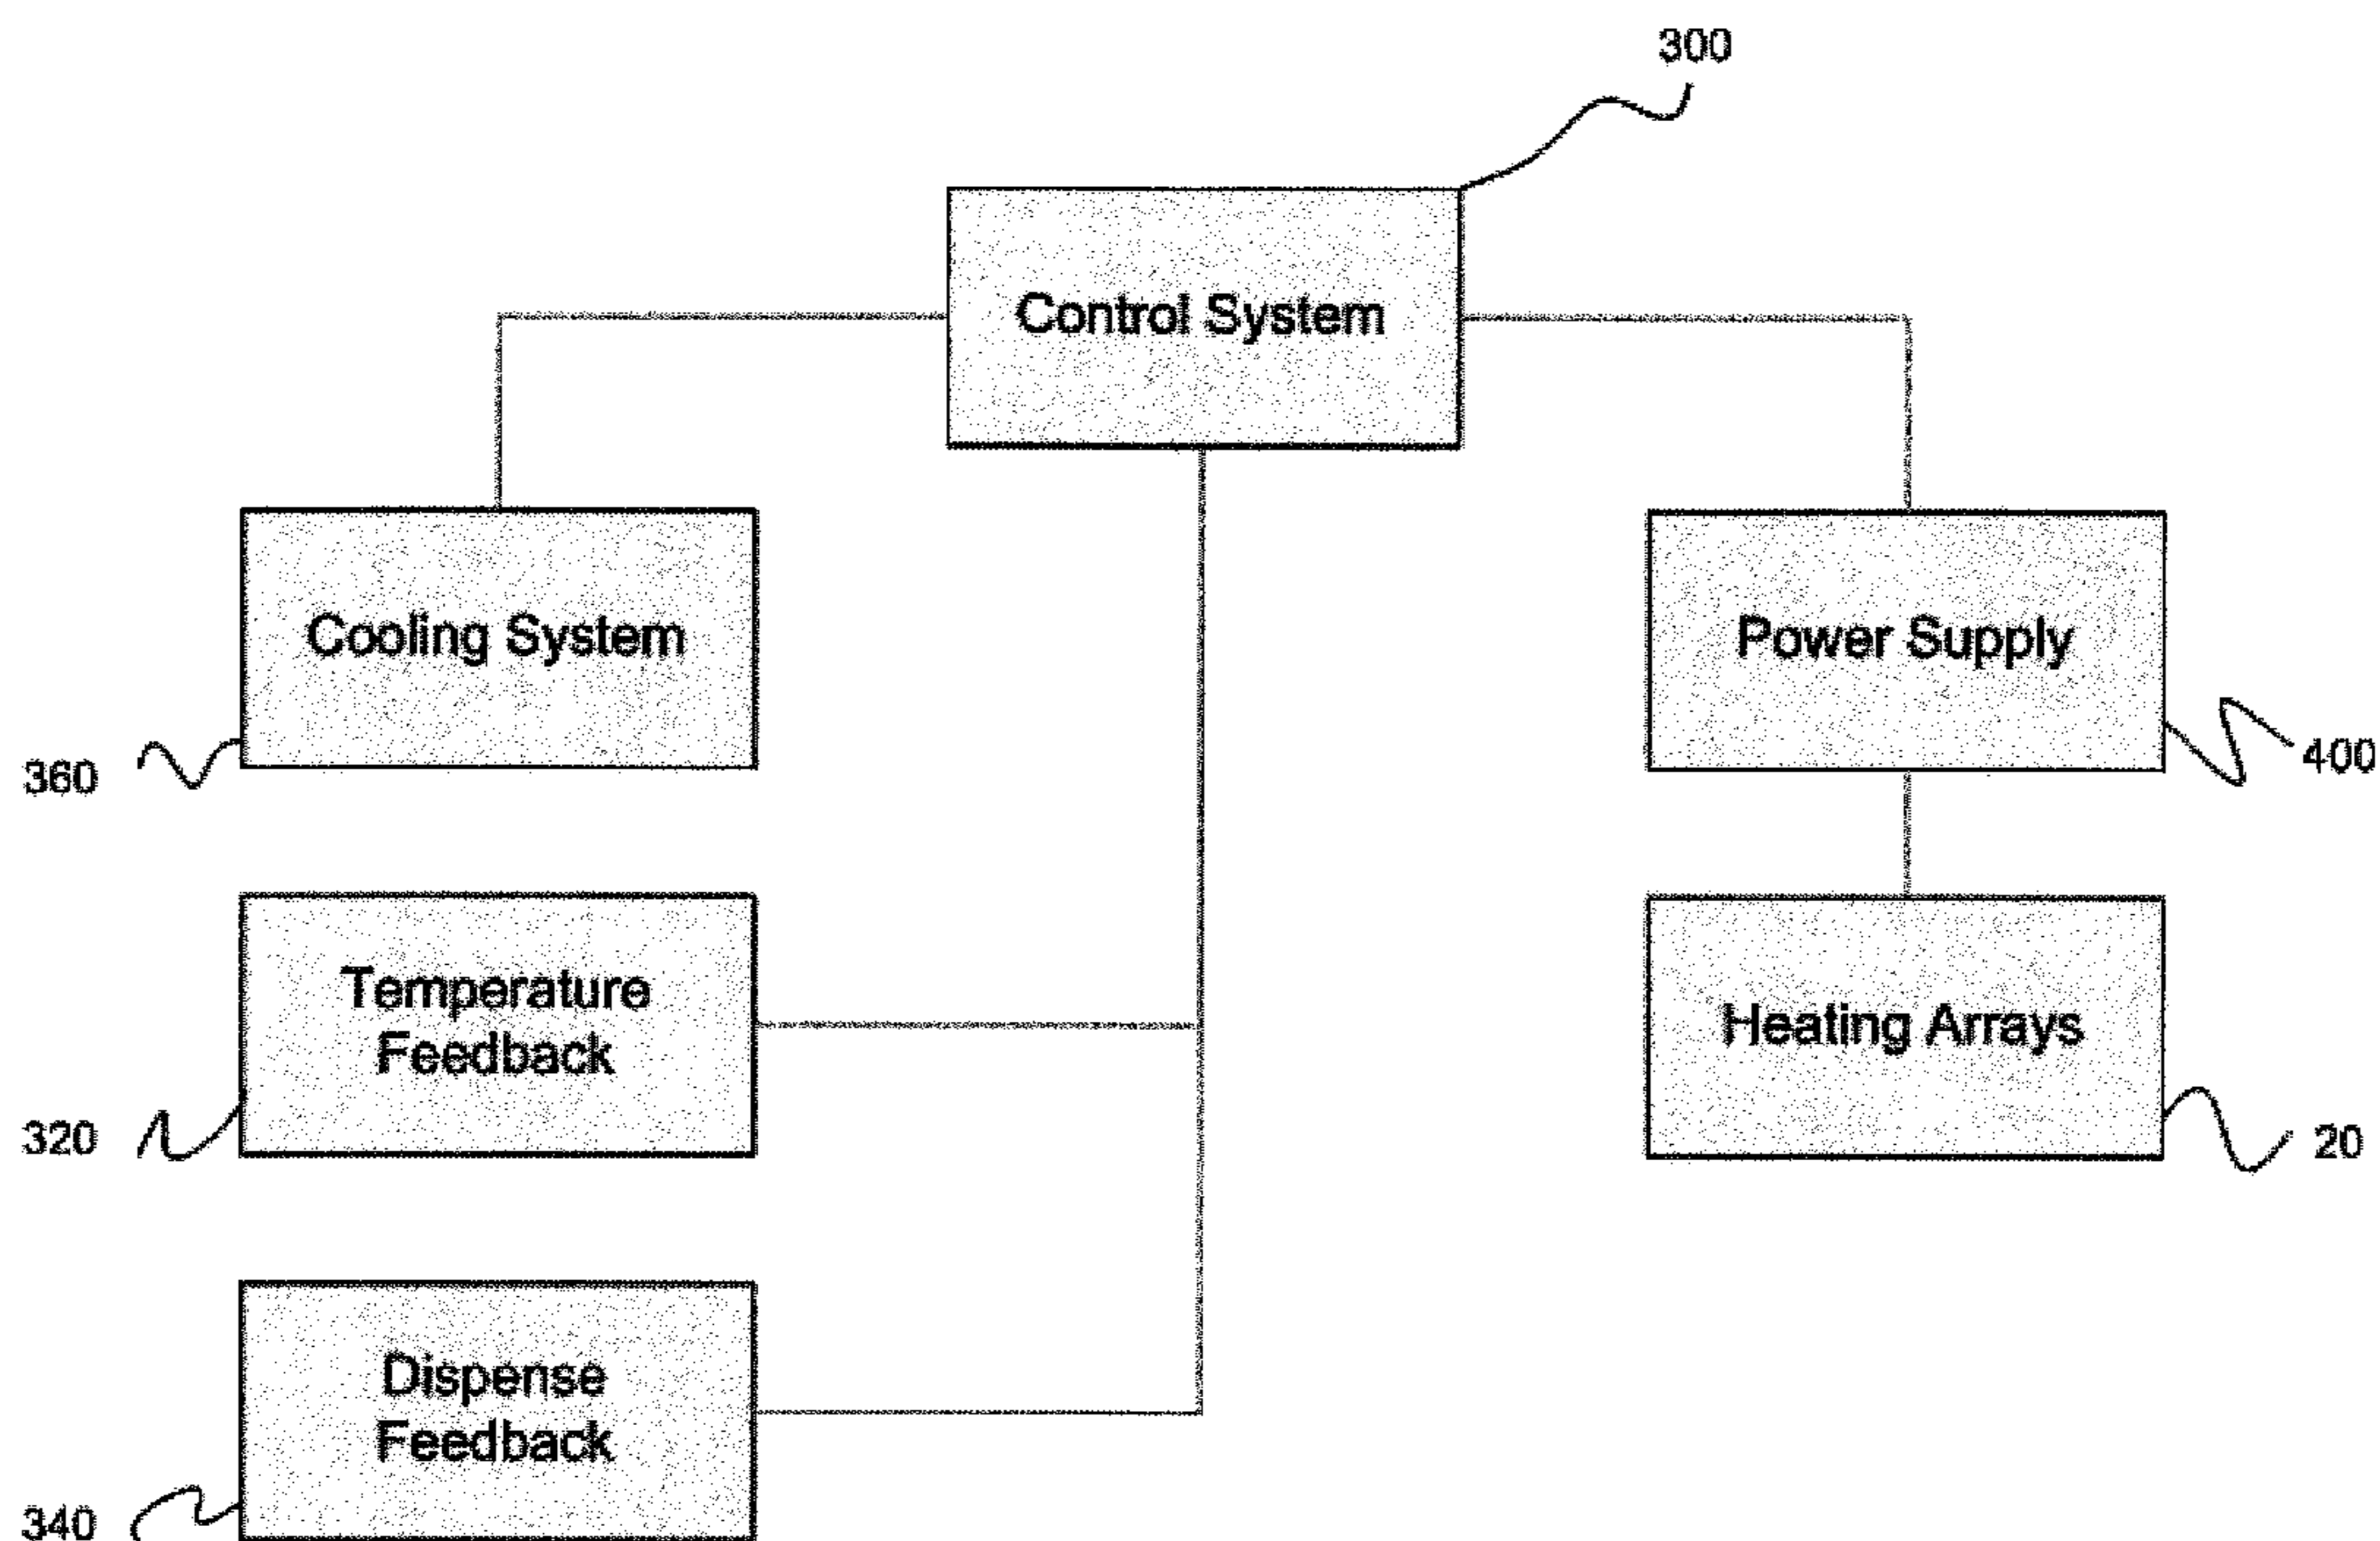 300
Control System
Cooling System
Power Supply
360
400
Temperature
Feedback
Heating Arrays
320
20
Dispense
Feedback
340